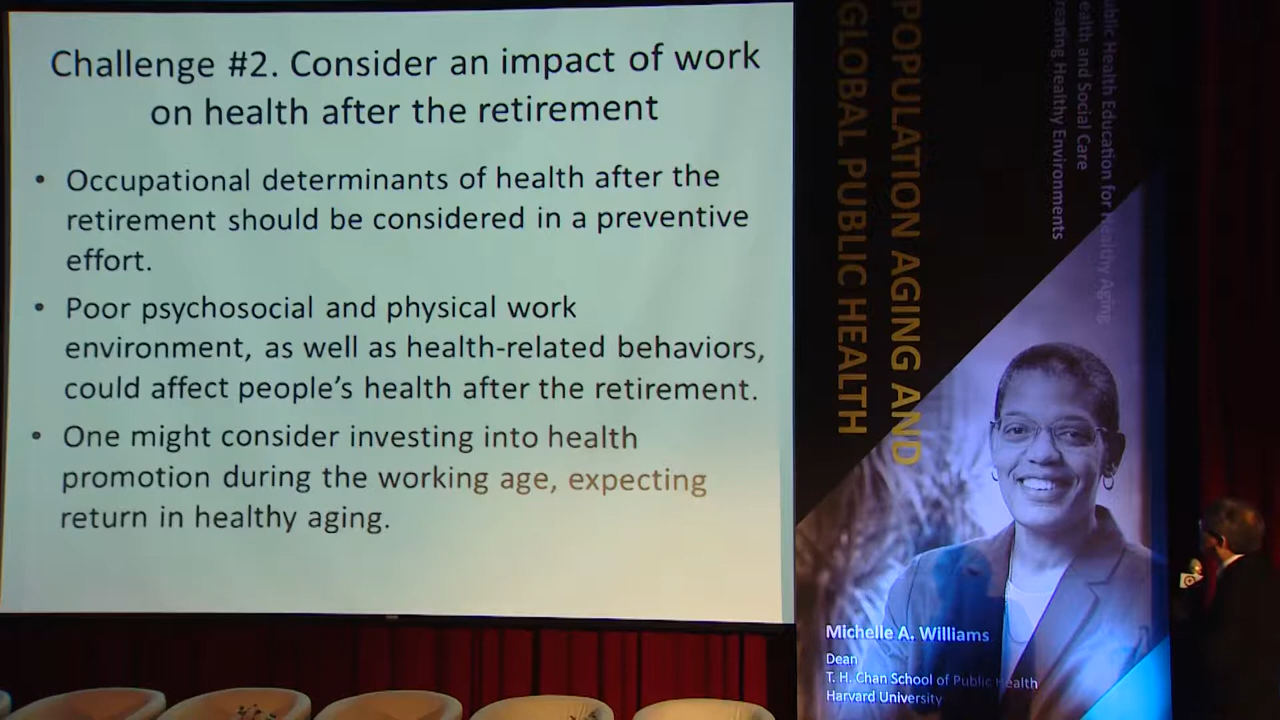 Challenge #2. Consider an impact of work
on health after the retirement
• Occupational determinants of health after the
retirement should be considered in a preventive
effort.
• Poor psychosocial and physical work
environment, as well as health-related behaviors,
could affect people's health after the retirement.
• One might consider investing into health
promotion during the working age, expecting
return in healthy aging.
POPULATION AGING AND
GLOBAL PUBLIC HEALTH
ublic Health Education for Healthy Aging
ealth and Social Care
reating Healthy Environments
Michelle A. Williams
Dean
T. H. Chan School of Public Health
Harvard University